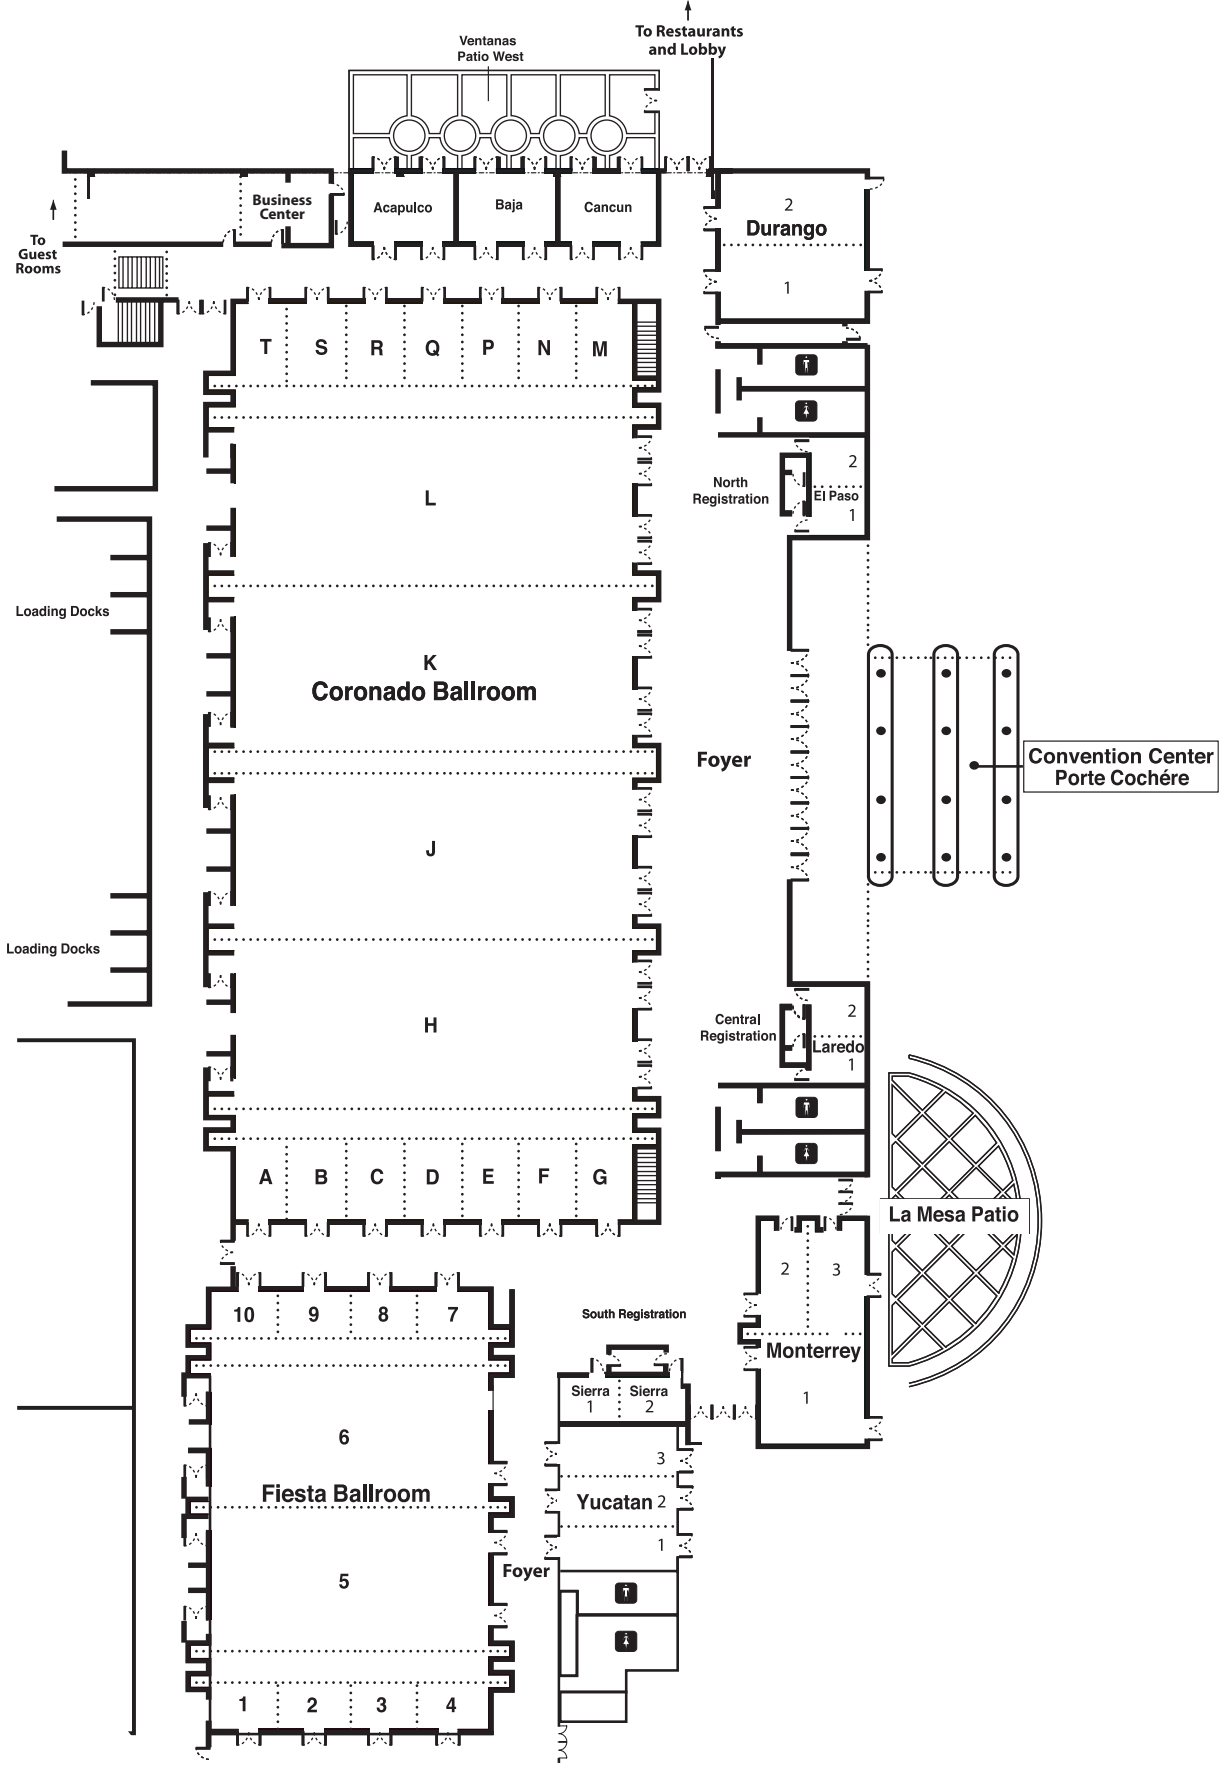 To Restaurants
and Lobby
Ventanas
Patio West
Business
Center
Acapulco
Baja
Cancun
2
Durango
1
To
Guest
Rooms
T S R Q P N M
2
North
Registration
El Paso
1
L
Loading Docks
K
Coronado Ballroom
Foyer
Convention Center
Porte Cochére
J
Loading Docks
H
Central
Registration
2
Laredo
1
A B C D E F G
La Mesa Patio
2 3
Monterrey
1
10 9 8 7
South Registration
Sierra
1
Sierra
2
6
Fiesta Ballroom
3
Yucatan 2
1
Foyer
5
1 2 3 4